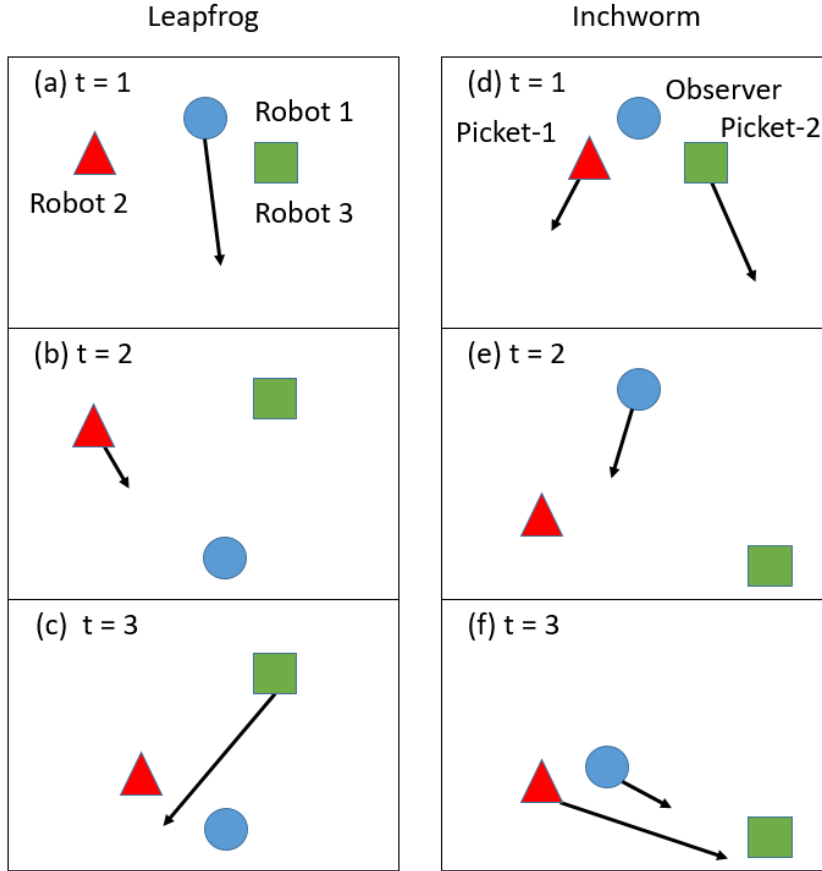 Leapfrog
Inchworm
(a) t = 1
Robot 1
Robot 2
Robot 3
(d) t = 1
Observer
Picket-1
Picket-2
(b) t = 2
(e) t = 2
(c) t = 3
(f) t = 3